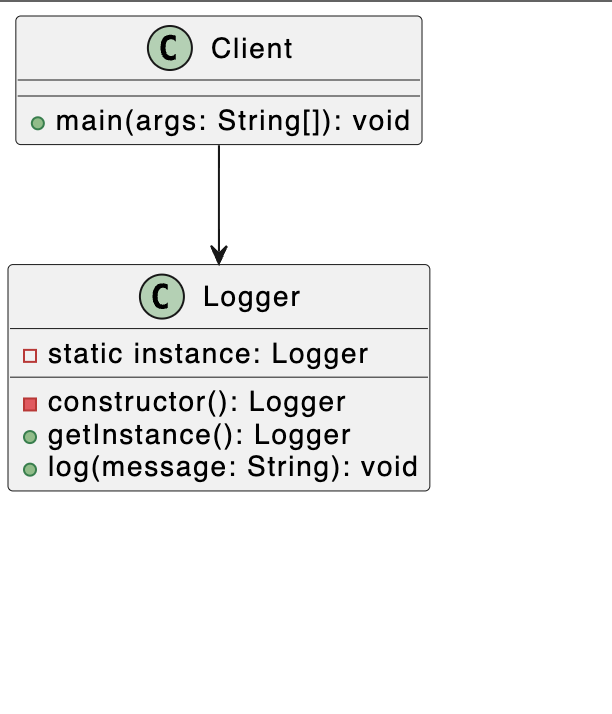 C Client
main(args: String[]): void
C Logger
static instance: Logger
constructor(): Logger
getInstance(): Logger
log(message: String): void